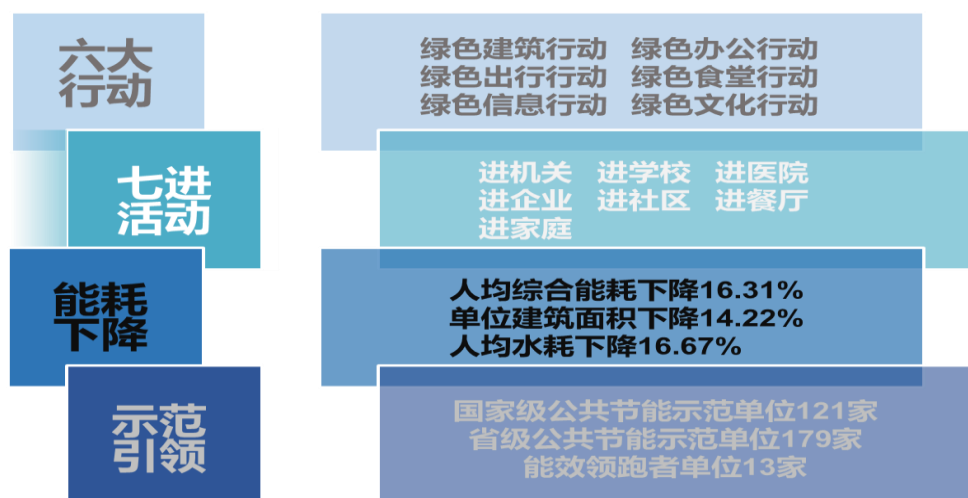 六大
行动
绿色建筑行动 绿色办公行动
绿色出行行动 绿色食堂行动
绿色信息行动 绿色文化行动
七进
活动
进机关 进学校 进医院
进企业 进社区 进餐厅
进家庭
能耗
下降
人均综合能耗下降16.31%
单位建筑面积下降14.22%
人均水耗下降16.67%
示范
引领
国家级公共节能示范单位121家
省级公共节能示范单位179家
能效领跑者单位13家